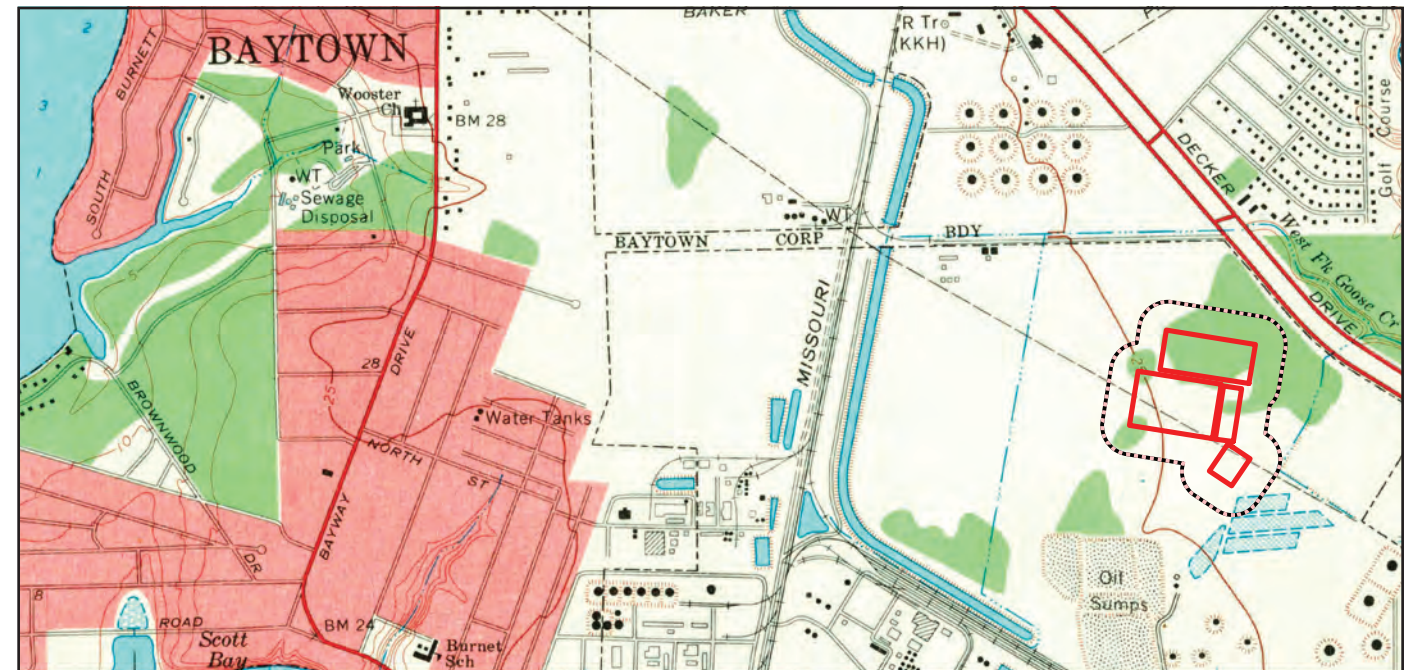 BAKER
R Tr
(KKH)
2
BAYTOWN
BURNETT
Wooster
Ch
BM 28
3
Course
Golf
DECKER
Park
1
WT
Sewage
Disposal
SOUTH
WT
BAYTOWN CORP BDY
West Fk Goose Cr
DRIVE
5
MISSOURI
DRIVE
28
25
25
Water Tanks
BROWNWOOD
10
NORTH
ST
BAYWAY
DR
Oil
Sumps
8
ROAD
BM 24
Scott
Bay
Burnet
Sch